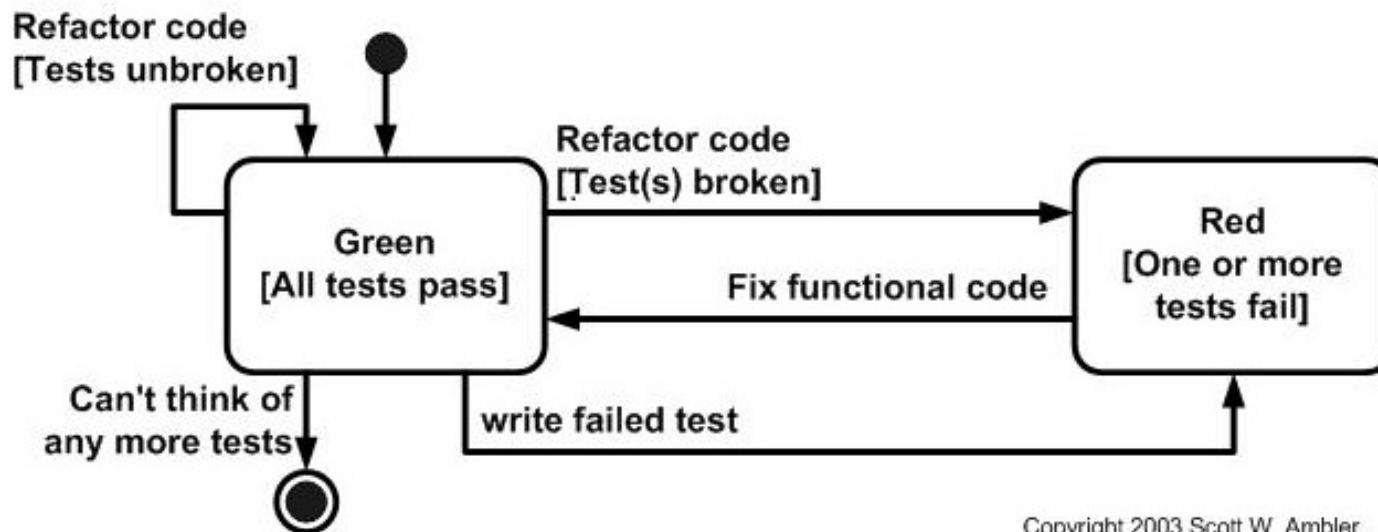 Refactor code
[Tests unbroken]
Refactor code
[Test(s) broken]
Green
[All tests pass]
Red
[One or more
tests fail]
Fix functional code
Can't think of
any more tests
write failed test
Copyright 2003 Scott W. Ambler